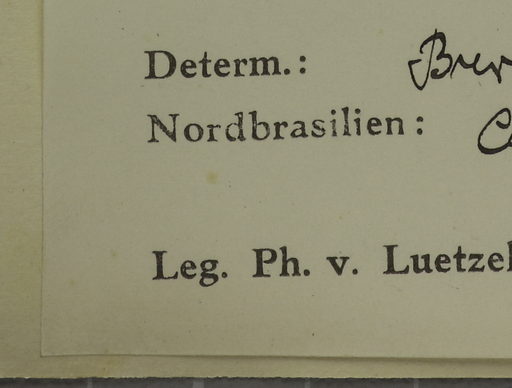 Determ.:
Nordbrasilien:
Leg. Ph. v. Luetzel